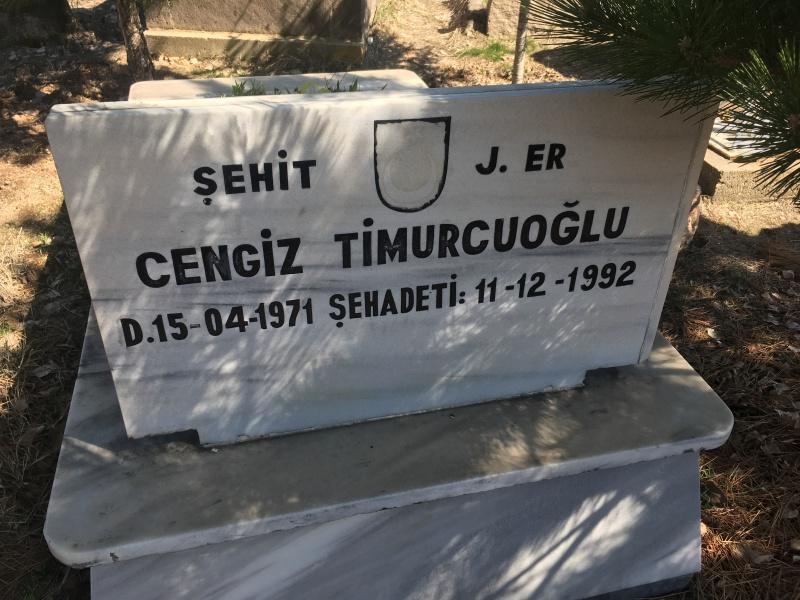 ŞEHİT J. ER
CENGİZ TİMURCUOĞLU
D.15-04-1971 ŞEHADETİ: 11-12-1992